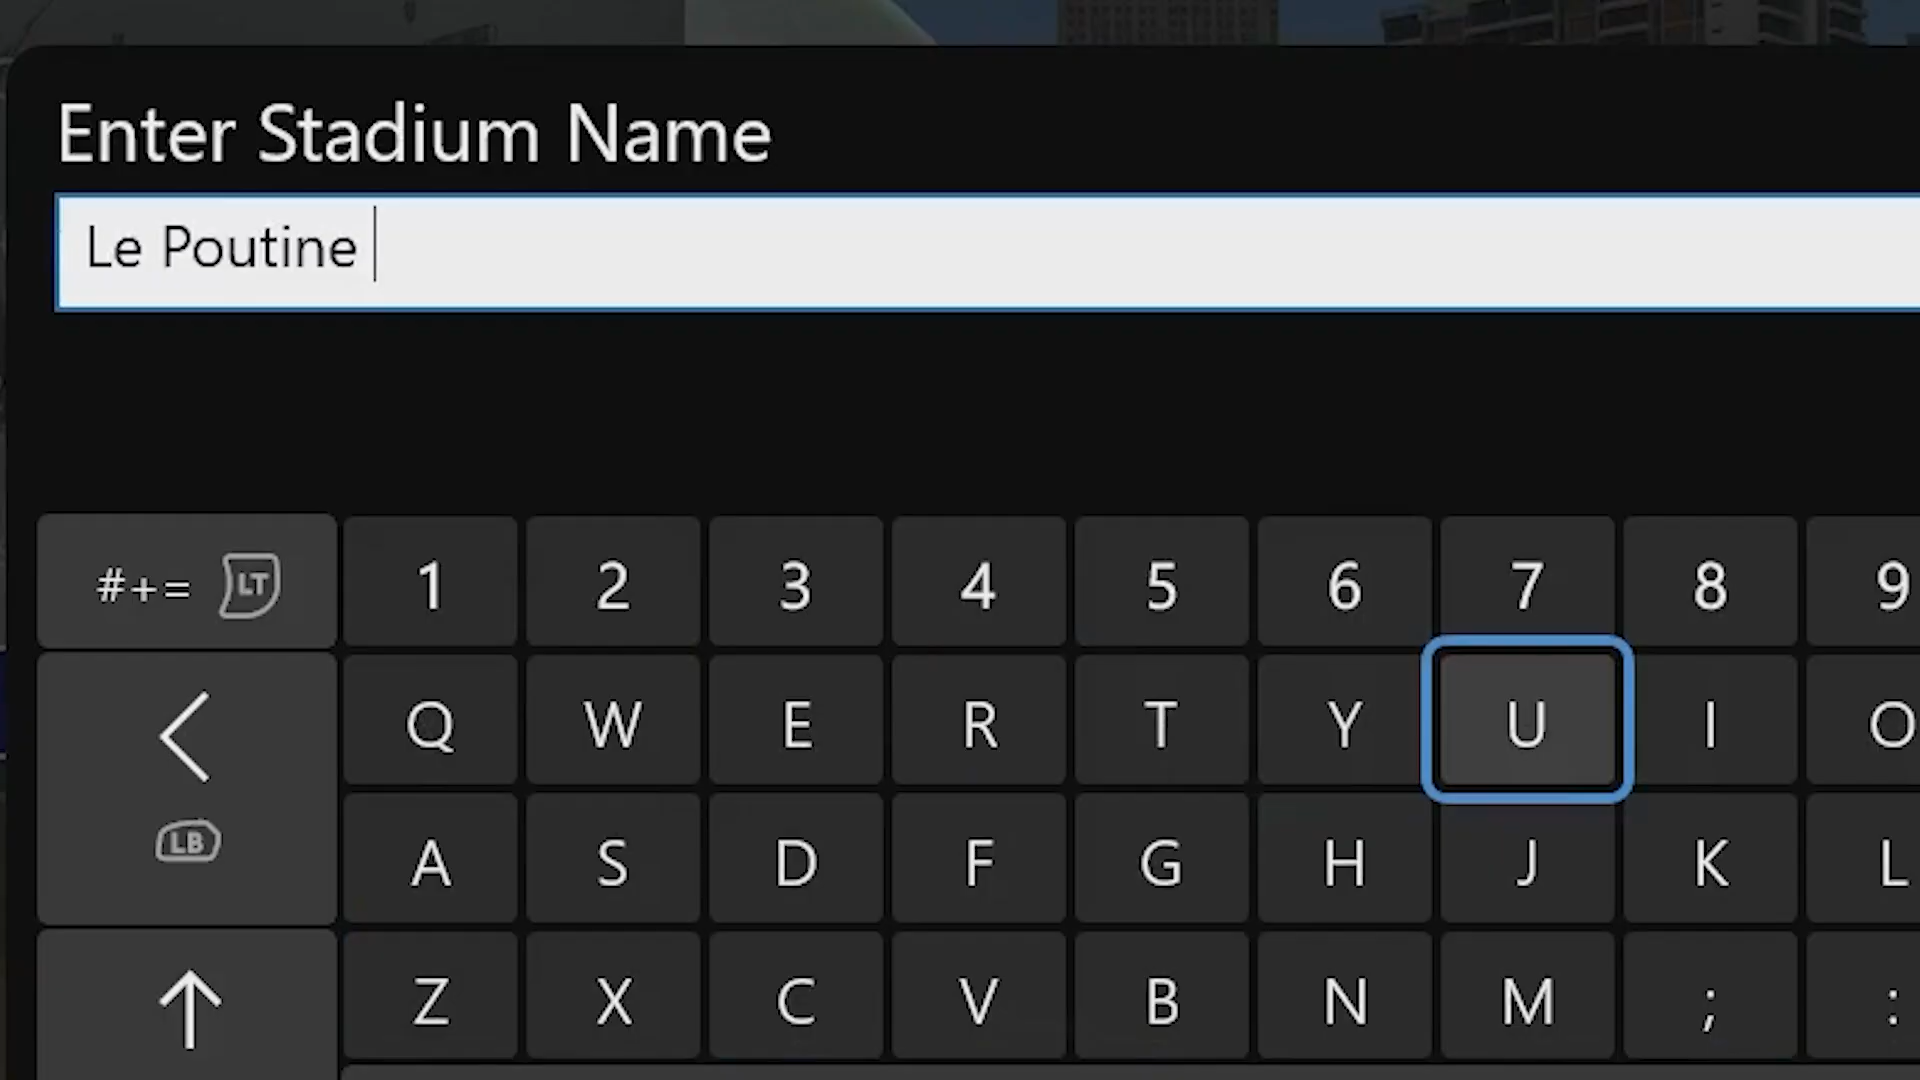 Enter Stadium Name
Le Poutine
#+= LT 1 2 3 4 5 6 7 8 9
Q W E R T Y U I O
LB A S D F G H J K L
Z X C V B N M ; :